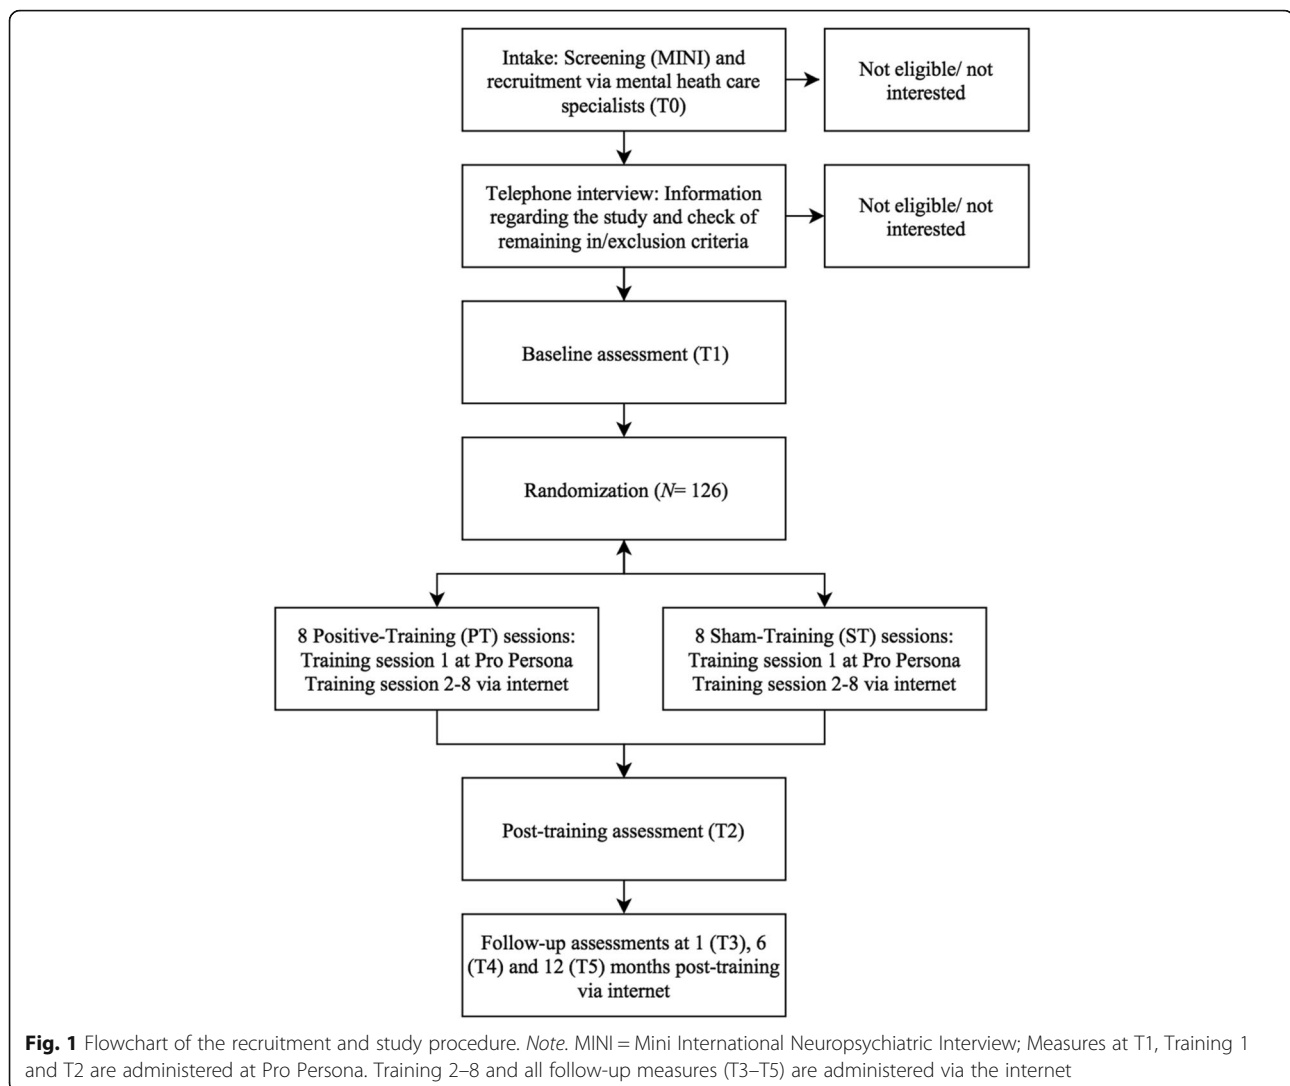 Intake: Screening (MINI) and
recruitment via mental heath care
specialists (T0)
Not eligible/ not
interested
Telephone interview: Information
regarding the study and check of
remaining in/exclusion criteria
Not eligible/ not
interested
Baseline assessment (T1)
Randomization (N= 126)
8 Positive-Training (PT) sessions:
Training session 1 at Pro Persona
Training session 2-8 via internet
8 Sham-Training (ST) sessions:
Training session 1 at Pro Persona
Training session 2-8 via internet
Post-training assessment (T2)
Follow-up assessments at 1 (T3), 6
(T4) and 12 (T5) months post-training
via internet
Fig. 1 Flowchart of the recruitment and study procedure. Note. MINI = Mini International Neuropsychiatric Interview; Measures at T1, Training 1
and T2 are administered at Pro Persona. Training 2–8 and all follow-up measures (T3–T5) are administered via the internet